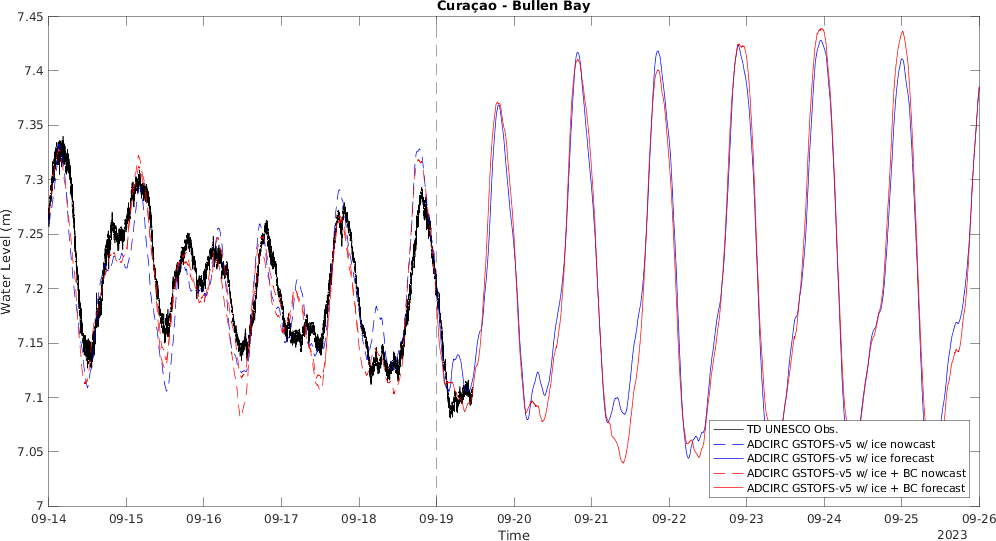 Curaçao - Bullen Bay
7.45
7.4
7.35
7.3
7.25
7.2
7.15
7.1
7.05
7
Water Level (m)
TD UNESCO Obs.
ADCIRC GSTOFS-v5 w/ ice nowcast
ADCIRC GSTOFS-v5 w/ ice forecast
ADCIRC GSTOFS-v5 w/ ice + BC nowcast
ADCIRC GSTOFS-v5 w/ ice + BC forecast
09-14 09-15 09-16 09-17 09-18 09-19 09-20 09-21 09-22 09-23 09-24 09-25 09-26
Time
2023